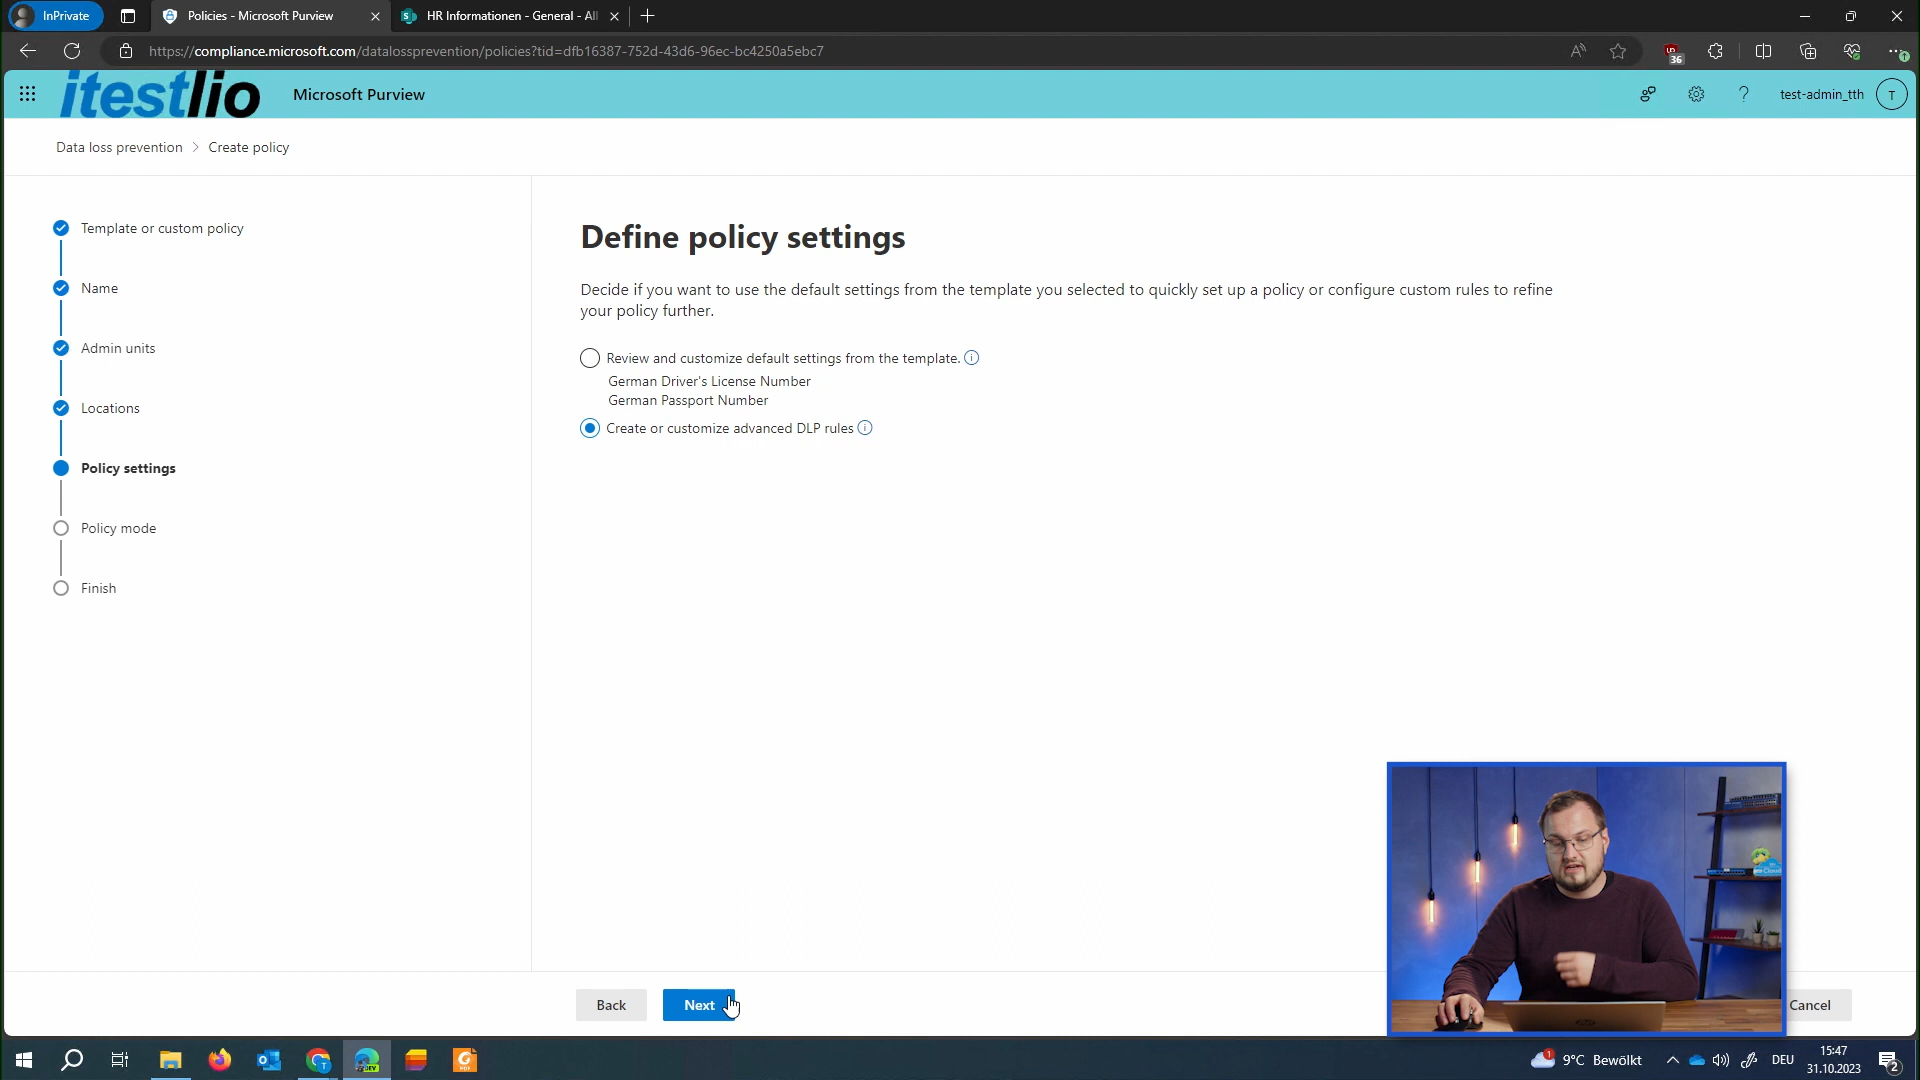 InPrivate
Policies - Microsoft Purview
HR Informationen - General - All
https://compliance.microsoft.com/datalossprevention/policies?tid=dfb16387-752d-43d6-96ec-bc4250a5ebc7
36
itestlio
Microsoft Purview
test-admin_tth
T
Data loss prevention > Create policy
Template or custom policy
Name
Admin units
Locations
Policy settings
Policy mode
Finish
Define policy settings
Decide if you want to use the default settings from the template you selected to quickly set up a policy or configure custom rules to refine
your policy further.
Review and customize default settings from the template.
German Driver's License Number
German Passport Number
Create or customize advanced DLP rules
Back
Next
Cancel
1
9°C Bewölkt
DEU
15:47
31.10.2023
2